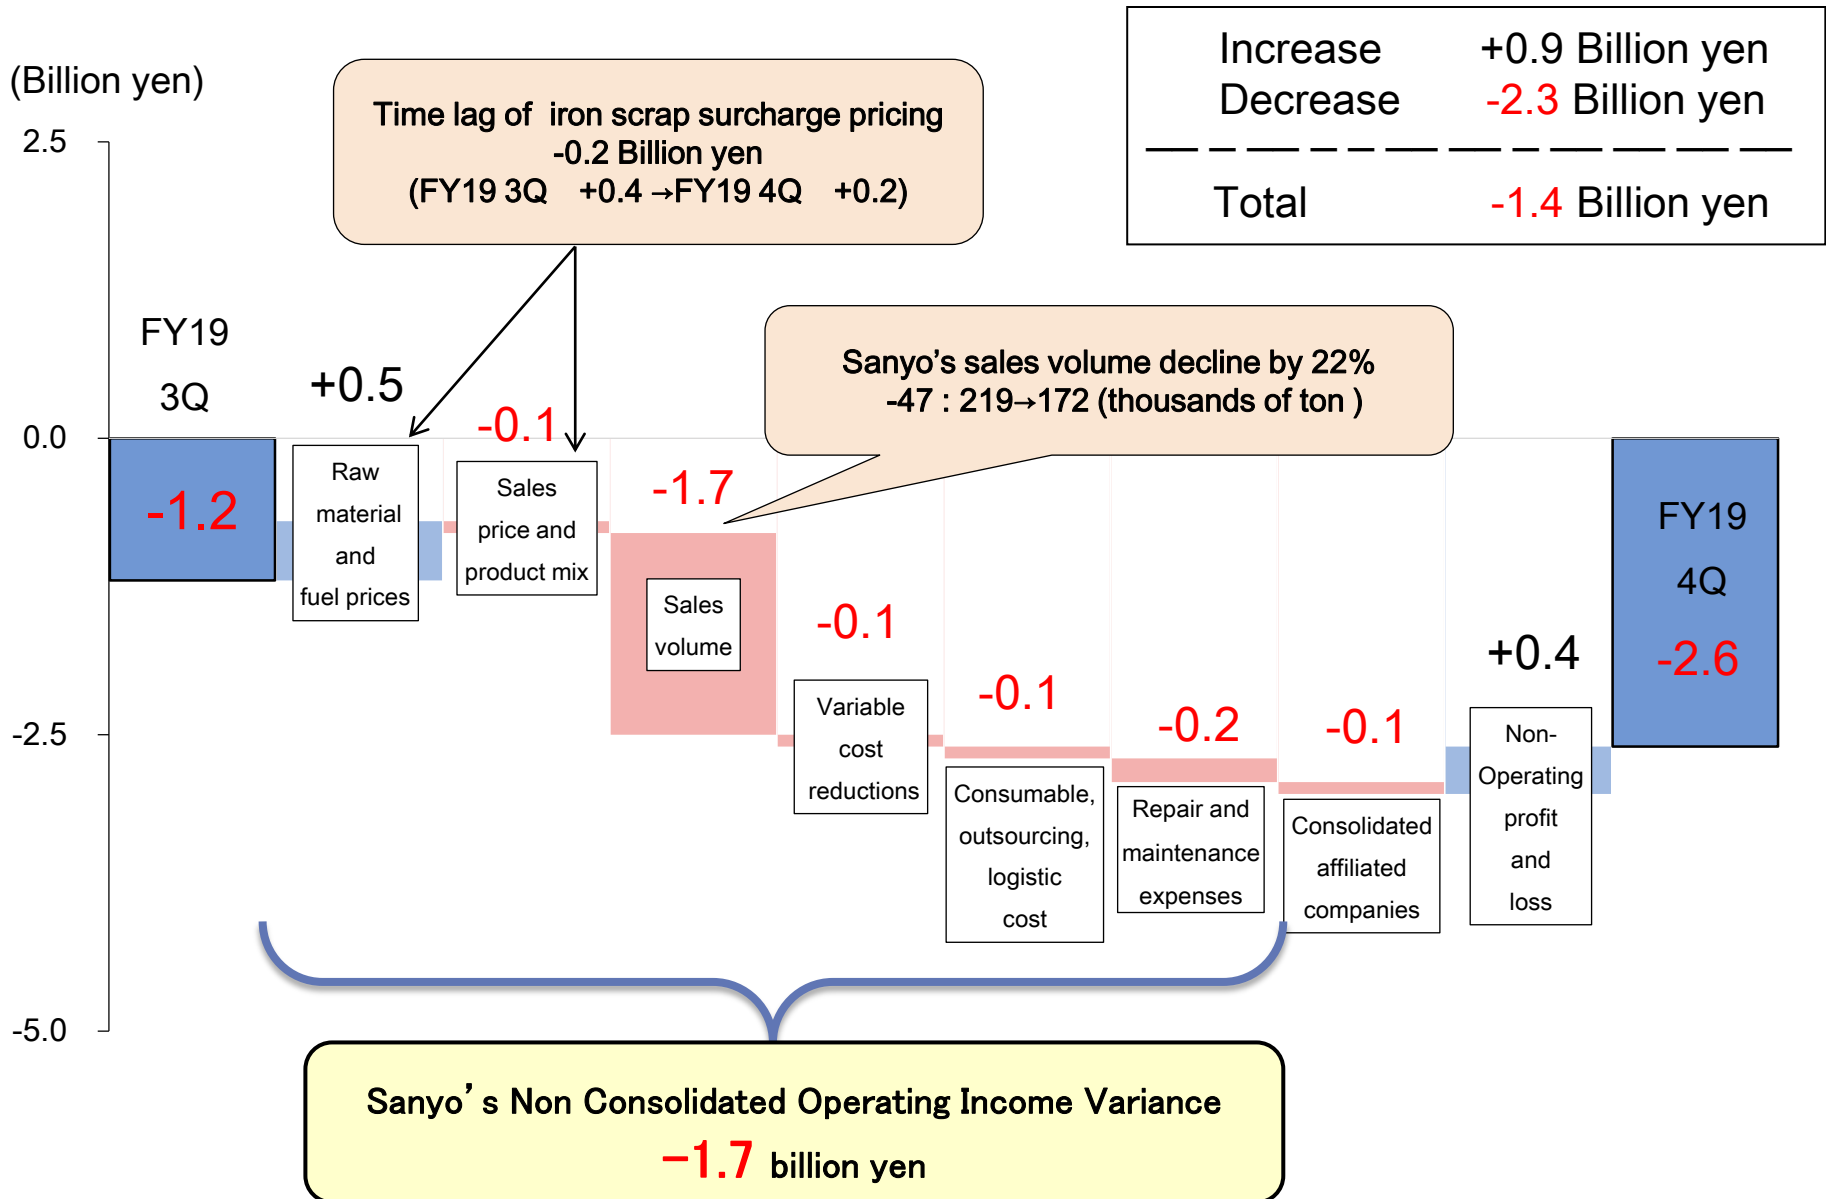 (Billion yen)
Increase +0.9 Billion yen
Decrease -2.3 Billion yen
Total -1.4 Billion yen
Time lag of iron scrap surcharge pricing
-0.2 Billion yen
(FY19 3Q +0.4→FY19 4Q +0.2)
Sanyo's sales volume decline by 22%
-47 : 219→172 (thousands of ton )
2.5
0.0
-2.5
-5.0
FY19
3Q
-1.2
+0.5
Raw
material
and
fuel prices
-0.1
Sales
price and
product mix
-1.7
Sales
volume
-0.1
Variable
cost
reductions
-0.1
Consumable,
outsourcing,
logistic
cost
-0.2
Repair and
maintenance
expenses
-0.1
Consolidated
affiliated
companies
+0.4
Non-
Operating
profit
and
loss
FY19
4Q
-2.6
Sanyo's Non Consolidated Operating Income Variance
-1.7 billion yen